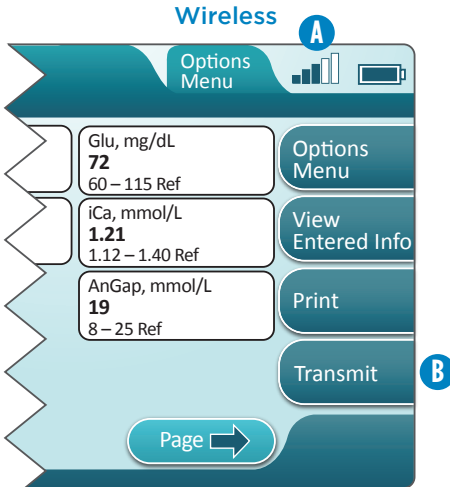 Wireless
A
Options
Menu
Glu, mg/dL
72
60 – 115 Ref
Options
Menu
iCa, mmol/L
1.21
1.12 – 1.40 Ref
View
Entered Info
AnGap, mmol/L
19
8 – 25 Ref
Print
Transmit
B
Page